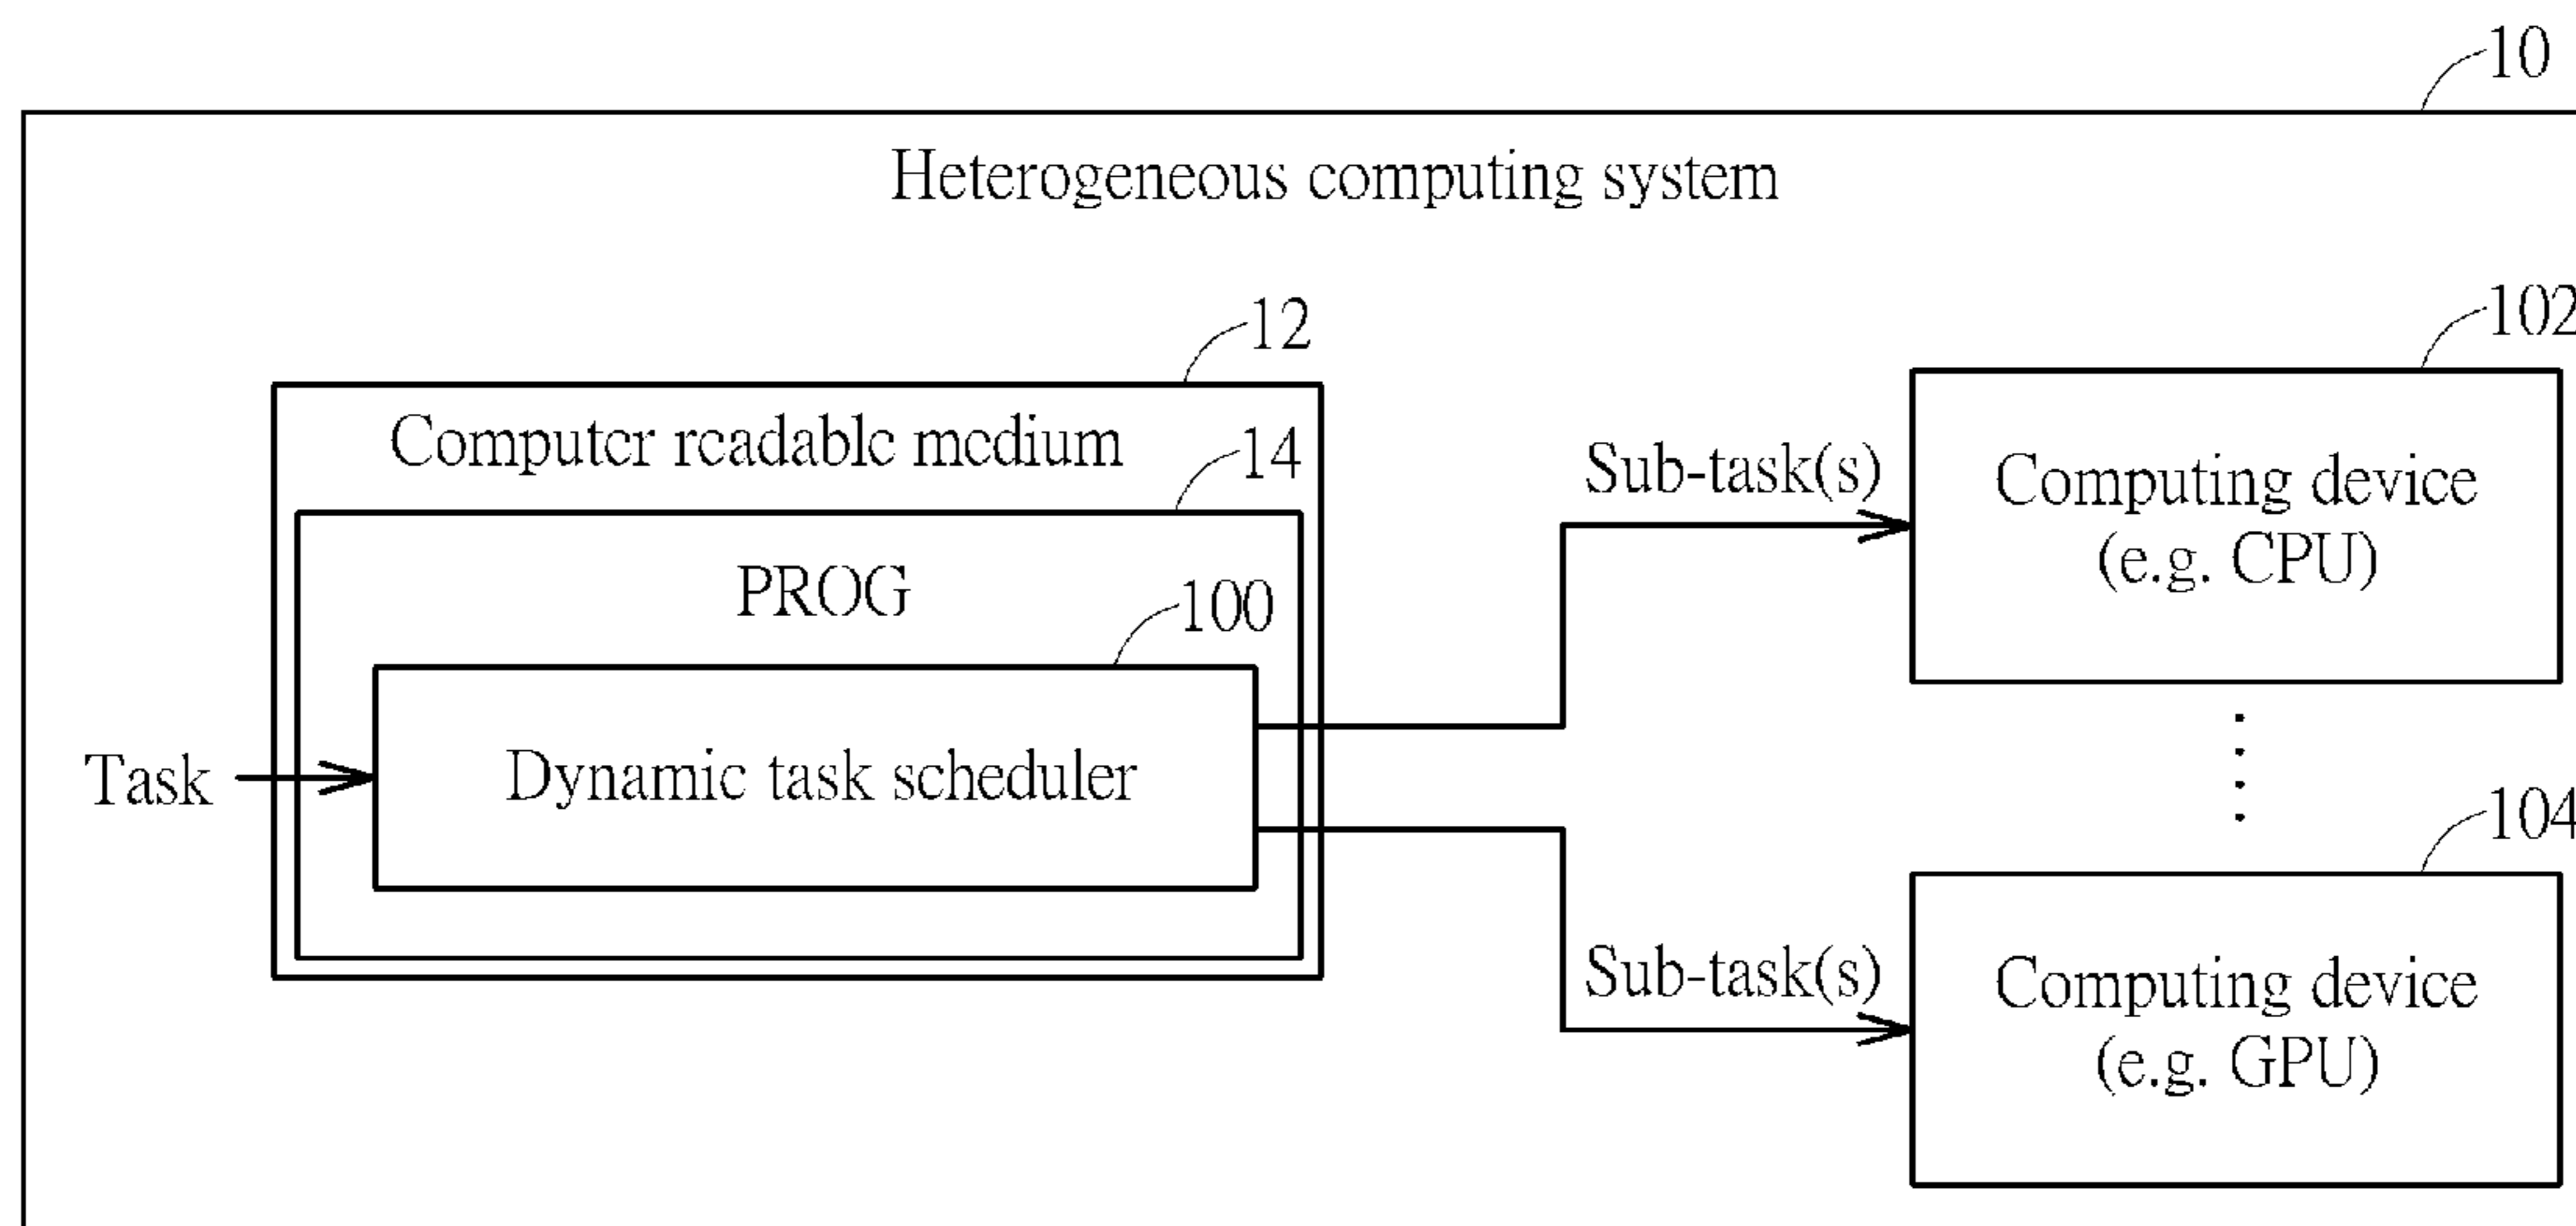 10
Heterogeneous computing system
12
102
Computer readable medium
14
Sub-task(s)
Computing device
(e.g. CPU)
PROG
100
Task
Dynamic task scheduler
104
Sub-task(s)
Computing device
(e.g. GPU)